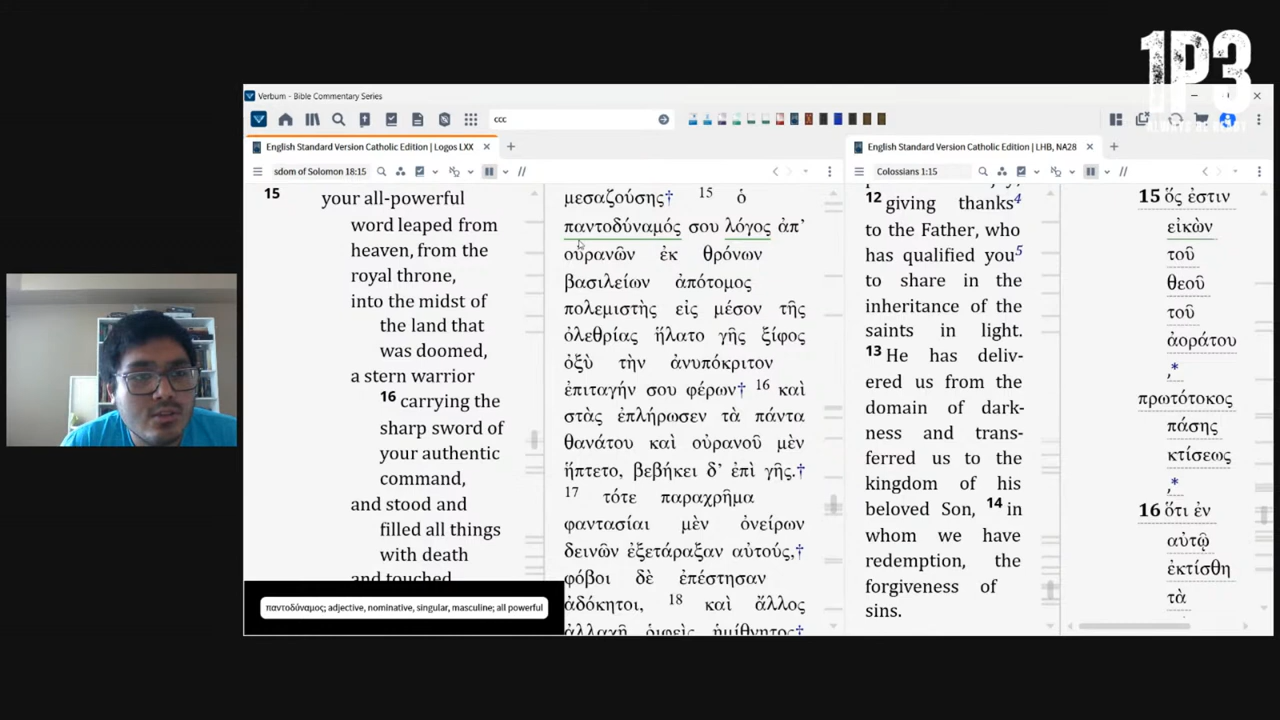 1P3
ALWAYS BE READY
Verbum - Bible Commentary Series
ccc
English Standard Version Catholic Edition | Logos LXX
English Standard Version Catholic Edition | LHB, NA28
sdom of Solomon 18:15
Colossians 1:15
15 your all-powerful
word leaped from
heaven, from the
royal throne,
into the midst of
the land that
was doomed,
a stern warrior
16 carrying the
sharp sword of
your authentic
command,
and stood and
filled all things
with death
and touched
μεσαζούσης† 15 ὁ
παντοδύναμός σου λόγος ἀπ’
οὐρανῶν ἐκ θρόνων
βασιλείων ἀπότομος
πολεμιστὴς εἰς μέσον τῆς
ὀλεθρίας ἥλατο γῆς ξίφος
ὀξὺ τὴν ἀνυπόκριτον
ἐπιταγήν σου φέρων† 16 καὶ
στὰς ἐπλήρωσεν τὰ πάντα
θανάτου καὶ οὐρανοῦ μὲν
ἥπτετο, βεβήκει δ’ ἐπὶ γῆς.†
17 τότε παραχρῆμα
φαντασίαι μὲν ὀνείρων
δεινῶν ἐξετάραξαν αὐτούς,†
φόβοι δὲ ἐπέστησαν
ἀδόκητοι, 18 καὶ ἄλλος
ἀλλαχῇ ῥιφεὶς ἡμίθνητος†
12 giving thanks4
to the Father, who
has qualified you5
to share in the
inheritance of the
saints in light.
13 He has deliv-
ered us from the
domain of dark-
ness and trans-
ferred us to the
kingdom of his
beloved Son, 14 in
whom we have
redemption, the
forgiveness of
sins.
15 ὅς ἐστιν
εἰκὼν
τοῦ
θεοῦ
τοῦ
ἀοράτου
,*
πρωτότοκος
πάσης
κτίσεως
,*
16 ὅτι ἐν
αὐτῷ
ἐκτίσθη
τὰ
παντοδύναμος; adjective, nominative, singular, masculine; all powerful